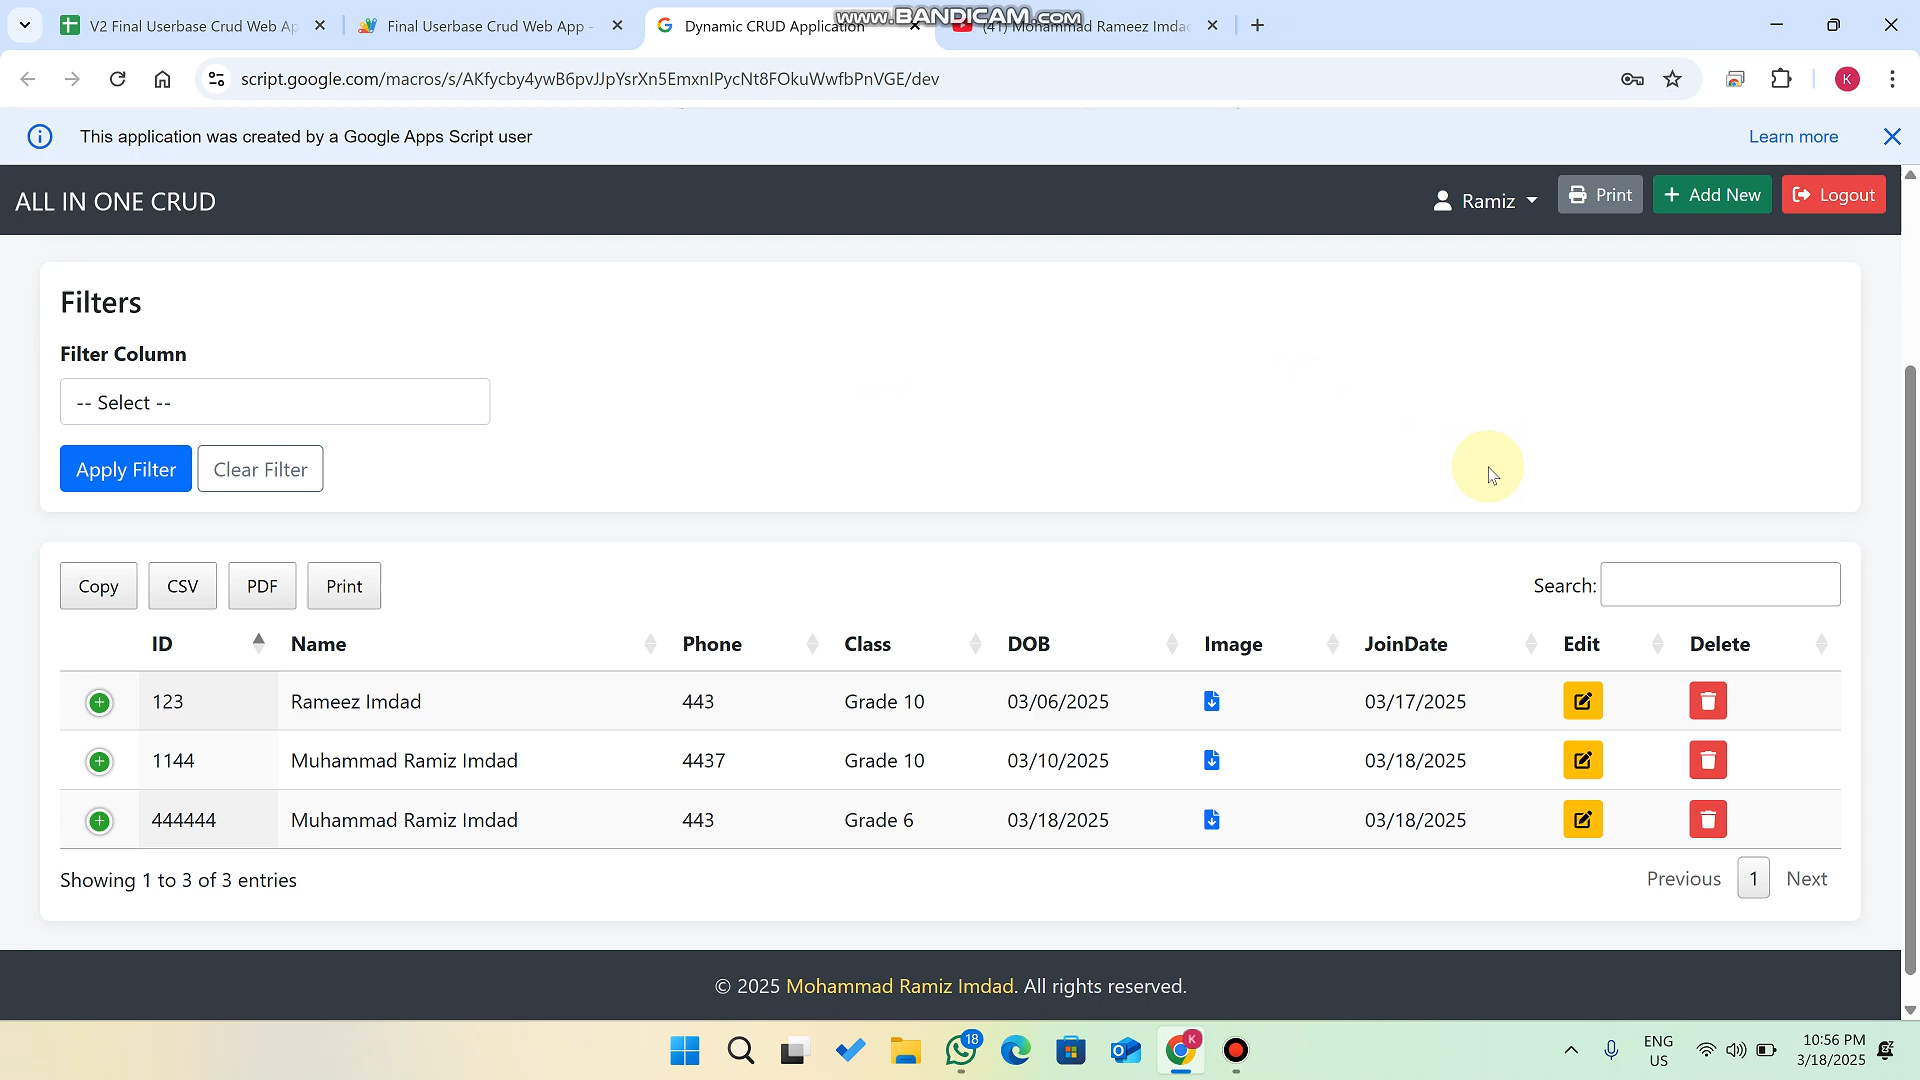 V2 Final Userbase Crud Web Ap
Final Userbase Crud Web App -
Dynamic CRUD Application
(41) Mohammad Rameez Imdac
www.BANDICAM.com
script.google.com/macros/s/AKfycby4ywB6pvJJpYsrXn5EmxnIPycNt8FOkuWwfbPnVGE/dev
K
This application was created by a Google Apps Script user
Learn more
ALL IN ONE CRUD
Ramiz
Print
+ Add New
Logout
Filters
Filter Column
-- Select --
Apply Filter
Clear Filter
Copy
CSV
PDF
Print
Search:
ID Name Phone Class DOB Image JoinDate Edit Delete
123 Rameez Imdad 443 Grade 10 03/06/2025 03/17/2025
1144 Muhammad Ramiz Imdad 4437 Grade 10 03/10/2025 03/18/2025
444444 Muhammad Ramiz Imdad 443 Grade 6 03/18/2025 03/18/2025
Showing 1 to 3 of 3 entries
Previous 1 Next
© 2025 Mohammad Ramiz Imdad. All rights reserved.
18
K
ENG
US
10:56 PM
3/18/2025